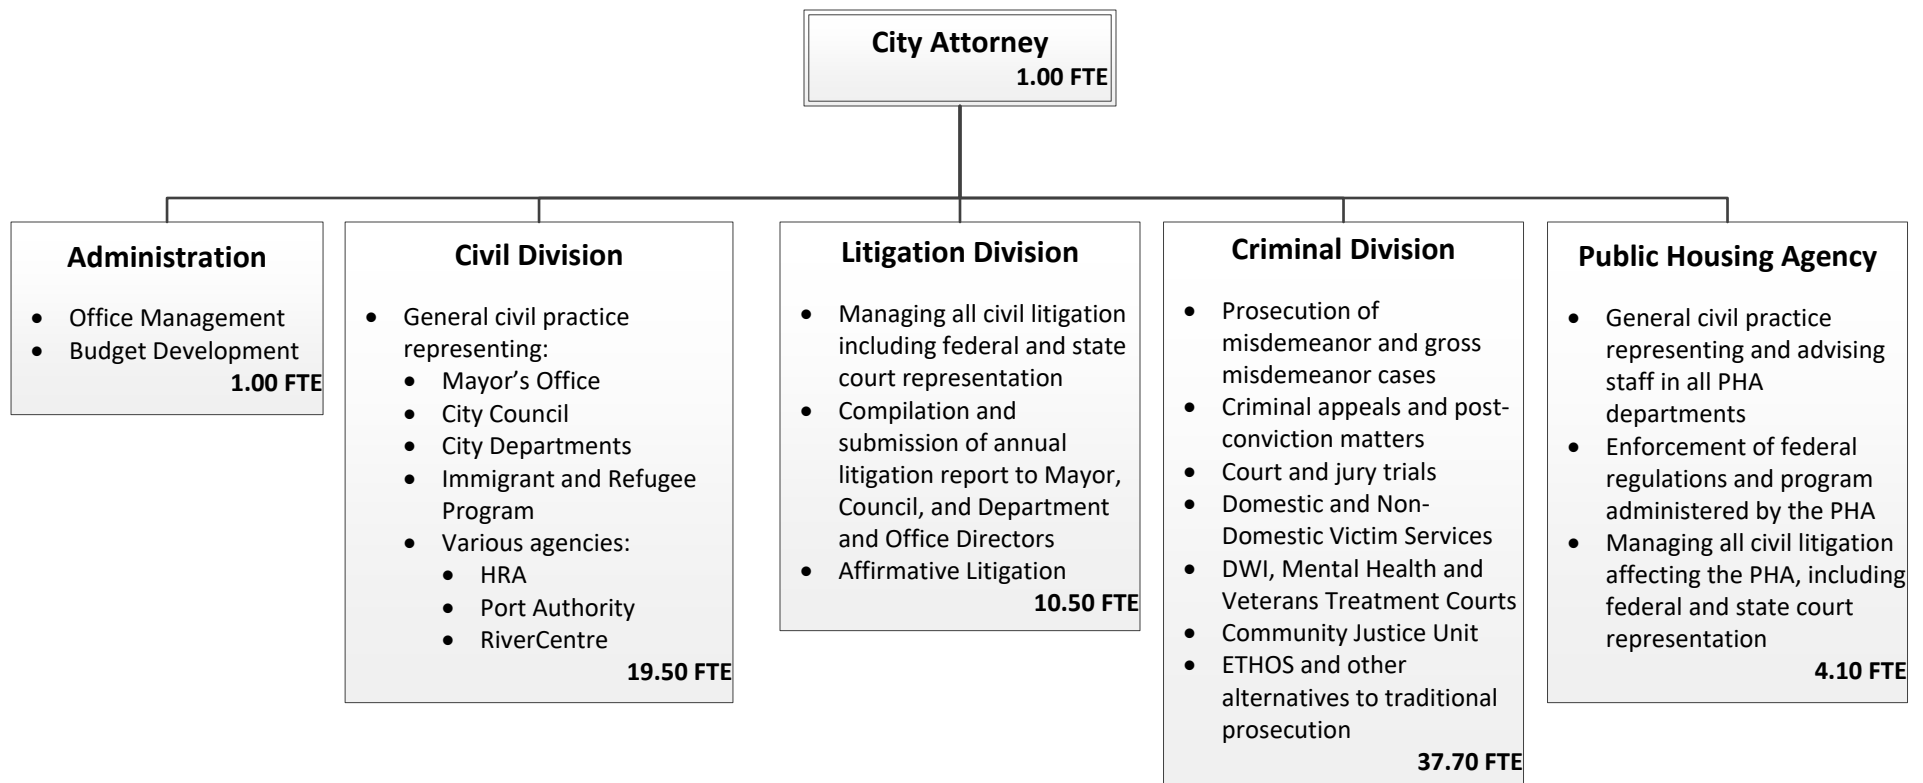 City Attorney
1.00 FTE
Administration
• Office Management
• Budget Development
1.00 FTE
Civil Division
• General civil practice
representing:
• Mayor’s Office
• City Council
• City Departments
• Immigrant and Refugee
Program
• Various agencies:
• HRA
• Port Authority
• RiverCentre
19.50 FTE
Litigation Division
• Managing all civil litigation
including federal and state
court representation
• Compilation and
submission of annual
litigation report to Mayor,
Council, and Department
and Office Directors
• Affirmative Litigation
10.50 FTE
Criminal Division
• Prosecution of
misdemeanor and gross
misdemeanor cases
• Criminal appeals and post-
conviction matters
• Court and jury trials
• Domestic and Non-
Domestic Victim Services
• DWI, Mental Health and
Veterans Treatment Courts
• Community Justice Unit
• ETHOS and other
alternatives to traditional
prosecution
37.70 FTE
Public Housing Agency
• General civil practice
representing and advising
staff in all PHA
departments
• Enforcement of federal
regulations and program
administered by the PHA
• Managing all civil litigation
affecting the PHA, including
federal and state court
representation
4.10 FTE